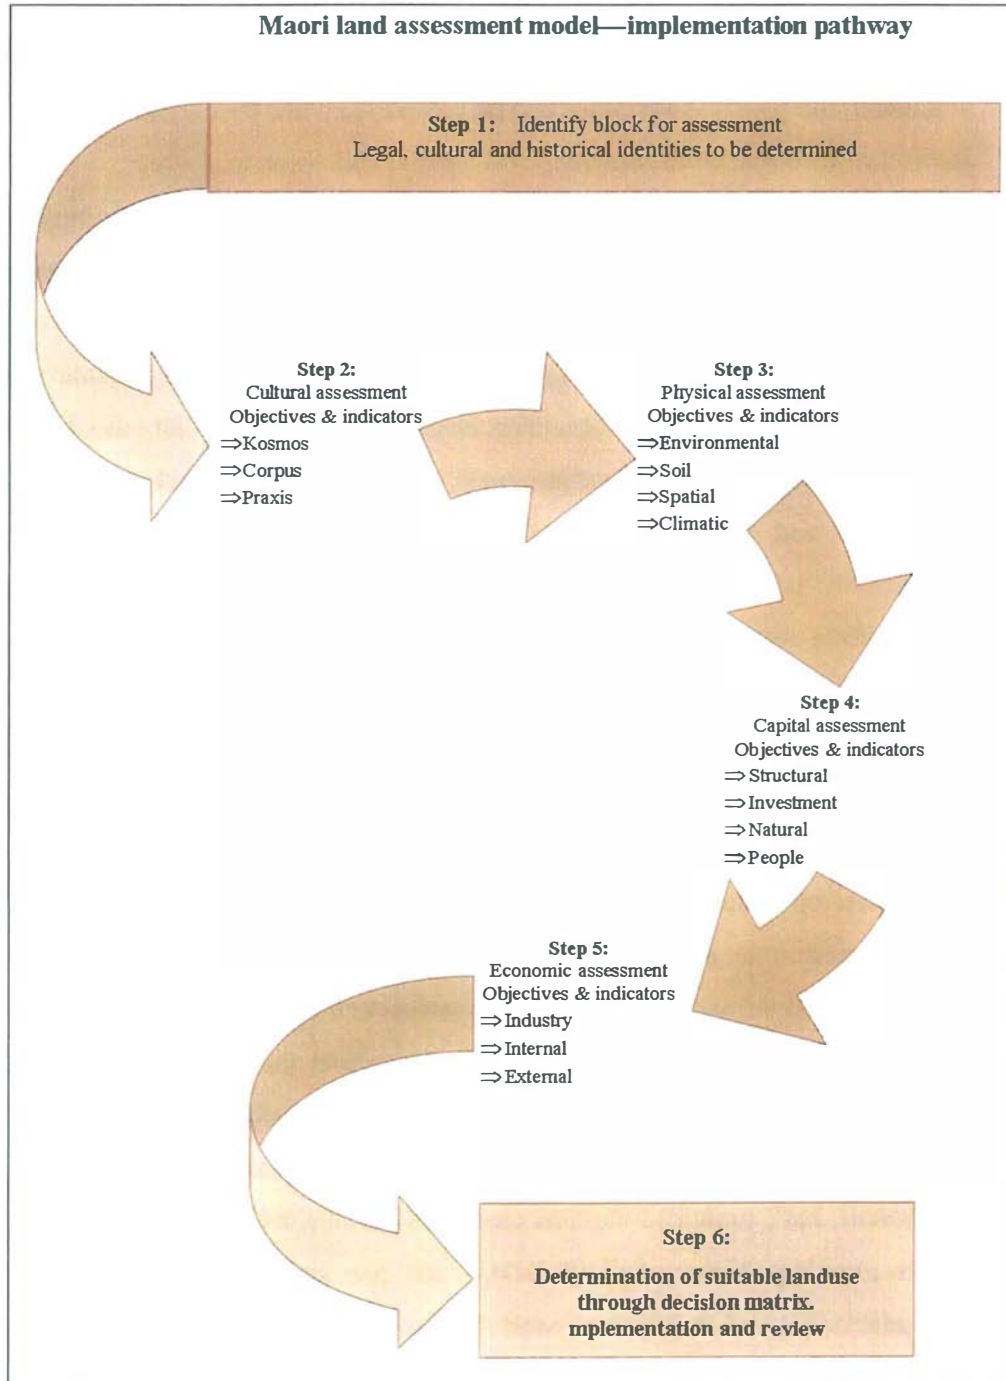 Maori land assessment model—implementation pathway
Step 1: Identify block for assessment
Legal, cultural and historical identities to be determined
Step 2:
Cultural assessment
Objectives & indicators
⇒Kosmos
⇒Corpus
⇒Praxis
Step 3:
Physical assessment
Objectives & indicators
⇒Environmental
⇒Soil
⇒Spatial
⇒Climatic
Step 4:
Capital assessment
Objectives & indicators
⇒Structural
⇒Investment
⇒Natural
⇒People
Step 5:
Economic assessment
Objectives & indicators
⇒Industry
⇒Internal
⇒External
Step 6:
Determination of suitable landuse
through decision matrix.
mplementation and review